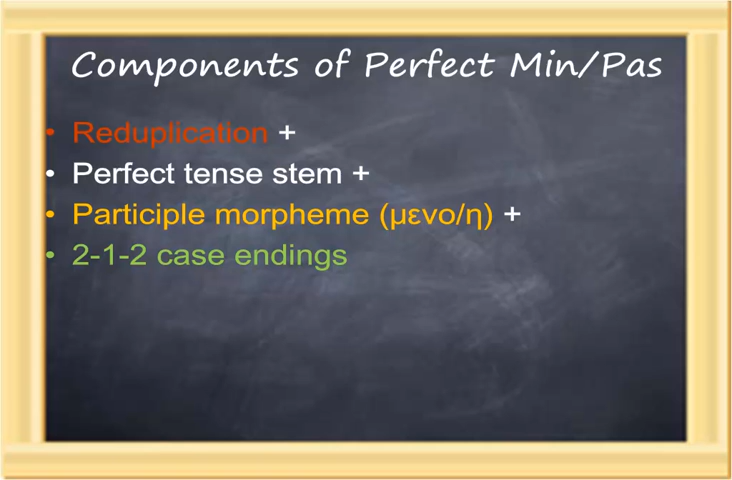 Components of Perfect Min/Pas
• Reduplication +
• Perfect tense stem +
• Participle morpheme (μενο/η) +
• 2-1-2 case endings